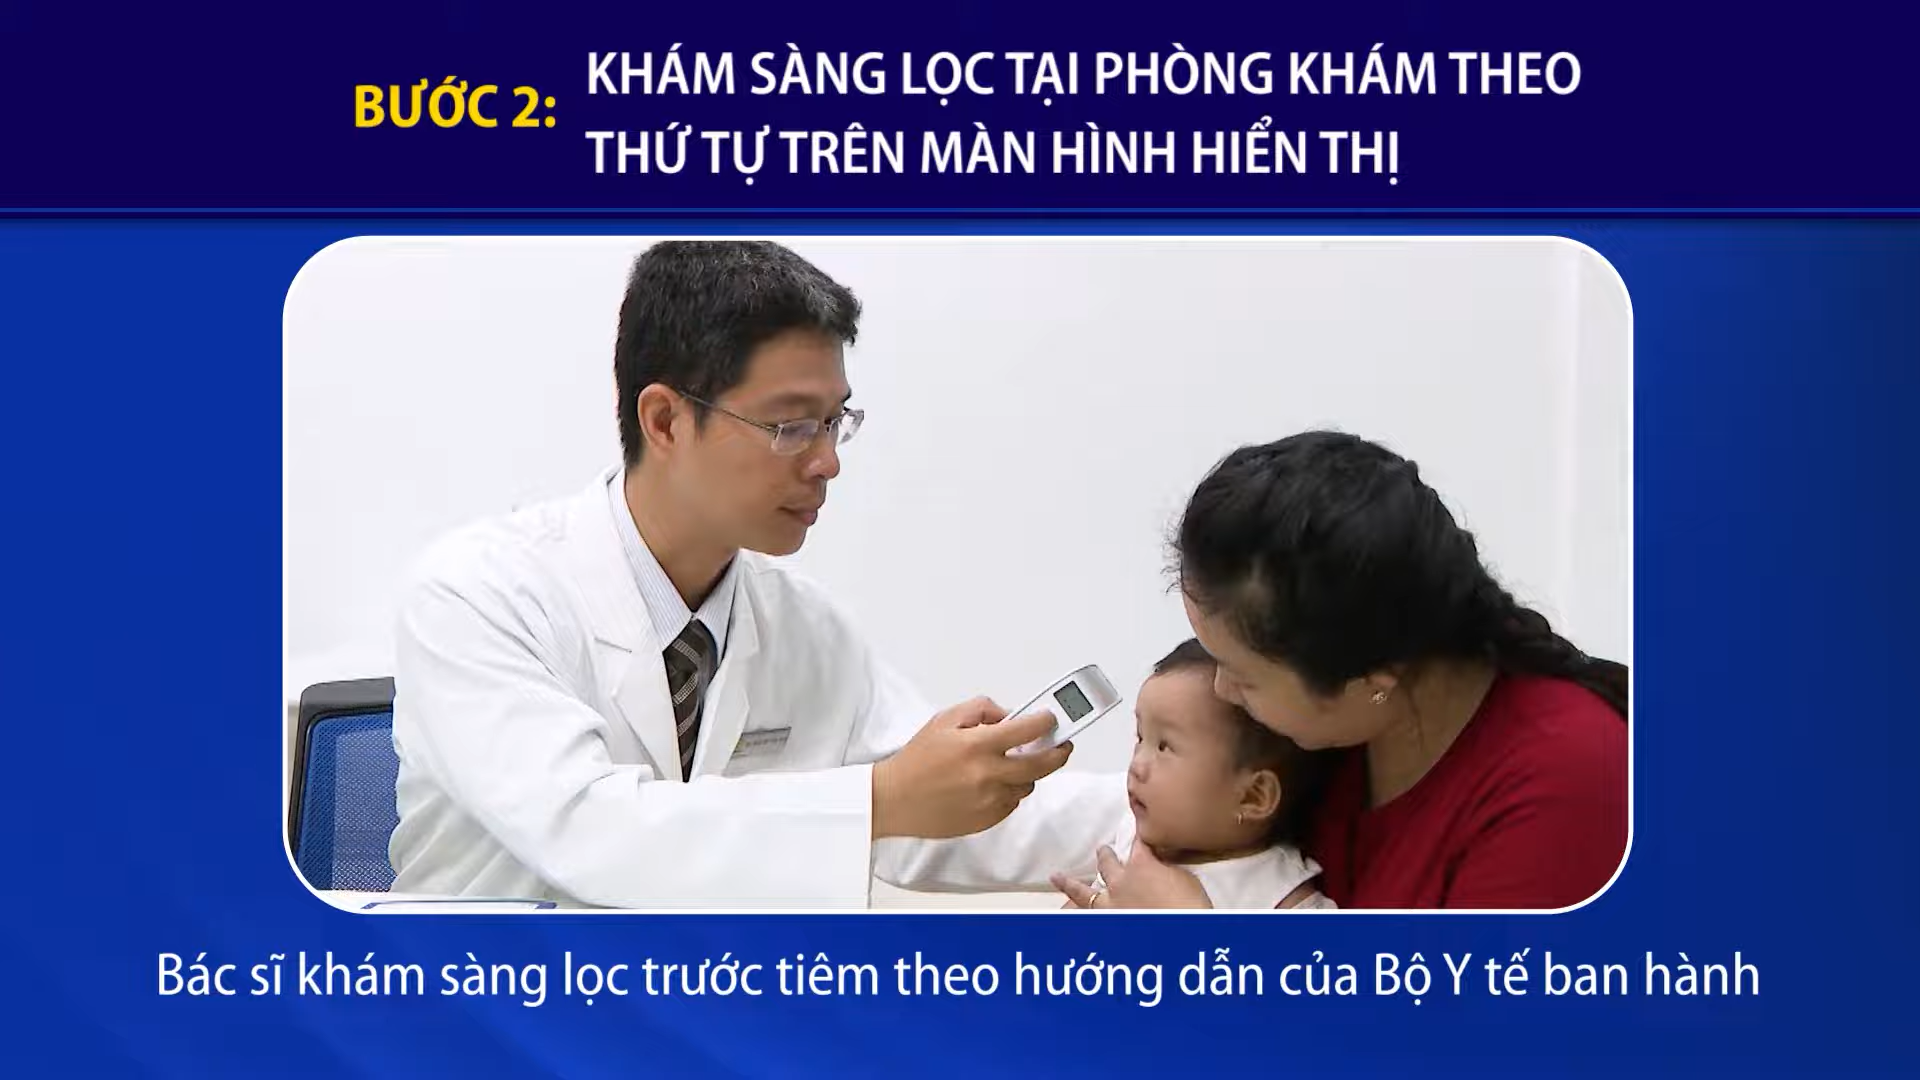 BƯỚC 2:
KHÁM SÀNG LỌC TẠI PHÒNG KHÁM THEO
THỨ TỰ TRÊN MÀN HÌNH HIỂN THỊ
Bác sĩ khám sàng lọc trước tiêm theo hướng dẫn của Bộ Y tế ban hành